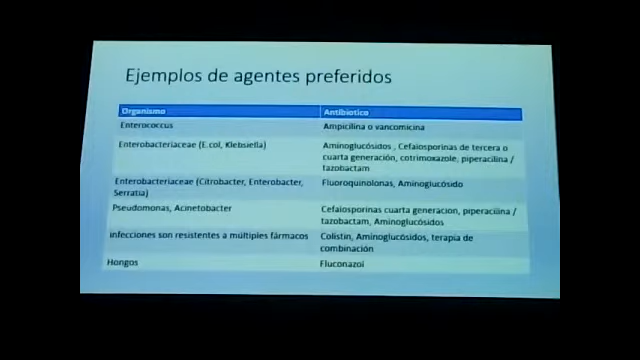 Ejemplos de agentes preferidos
Organismo Antibiotico
Enterococcus Ampicilina o vancomicina
Enterobacteriaceae (E.col, Klebsiella) Aminoglucósidos , Cefalosporinas de tercera o
cuarta generación, cotrimoxazole, piperacilina /
tazobactam
Enterobacteriaceae (Citrobacter, Enterobacter, Fluoroquinolonas, Aminoglucósido
Serratia)
Pseudomonas, Acinetobacter Cefalosporinas cuarta generacion, piperacilina /
tazobactam, Aminoglucósidos
infecciones son resistentes a múltiples fármacos Colistin, Aminoglucósidos, terapia de
combinación
Hongos Fluconazol